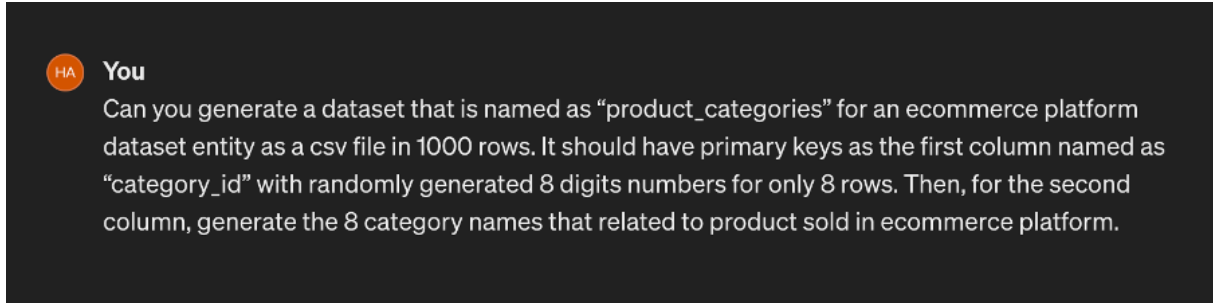 HA
You
Can you generate a dataset that is named as “product_categories” for an ecommerce platform
dataset entity as a csv file in 1000 rows. It should have primary keys as the first column named as
“category_id” with randomly generated 8 digits numbers for only 8 rows. Then, for the second
column, generate the 8 category names that related to product sold in ecommerce platform.